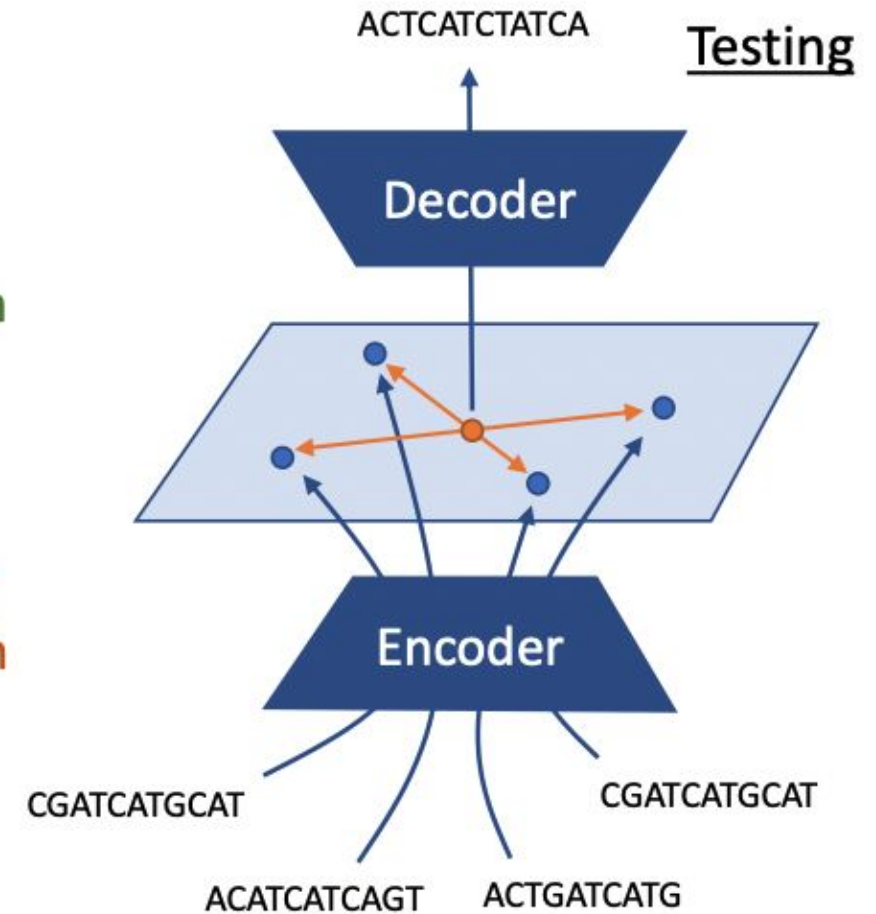 ACTCATCTATCA
Testing
Decoder
Encoder
CGATCATGCAT
CGATCATGCAT
ACATCATCAGT
ACTGATCATG